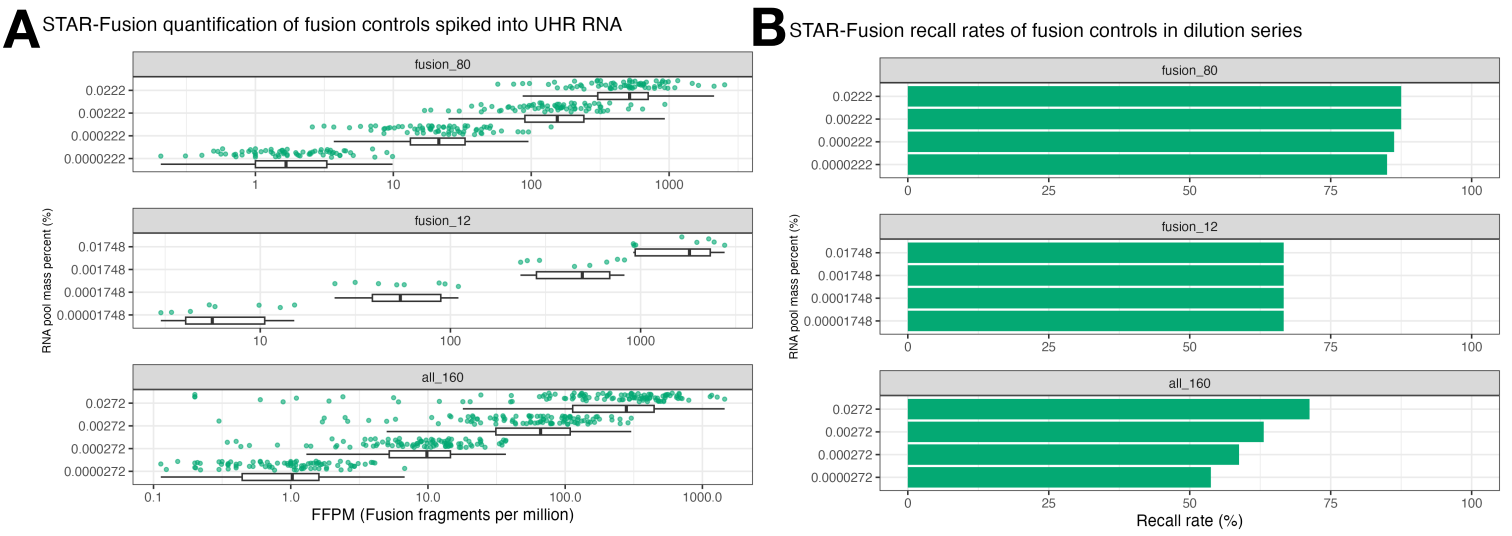 A STAR-Fusion quantification of fusion controls spiked into UHR RNA
RNA pool mass percent (%)
fusion_80
0.0222
0.00222
0.000222
0.0000222
1 10 100 1000
fusion_12
0.01748
0.001748
0.0001748
0.00001748
10 100 1000
all_160
0.0272
0.00272
0.000272
0.0000272
0.1 1.0 10.0 100.0 1000.0
FFPM (Fusion fragments per million)
B STAR-Fusion recall rates of fusion controls in dilution series
RNA pool mass percent (%)
fusion_80
0.0222
0.00222
0.000222
0.0000222
0 25 50 75 100
fusion_12
0.01748
0.001748
0.0001748
0.00001748
0 25 50 75 100
all_160
0.0272
0.00272
0.000272
0.0000272
0 25 50 75 100
Recall rate (%)